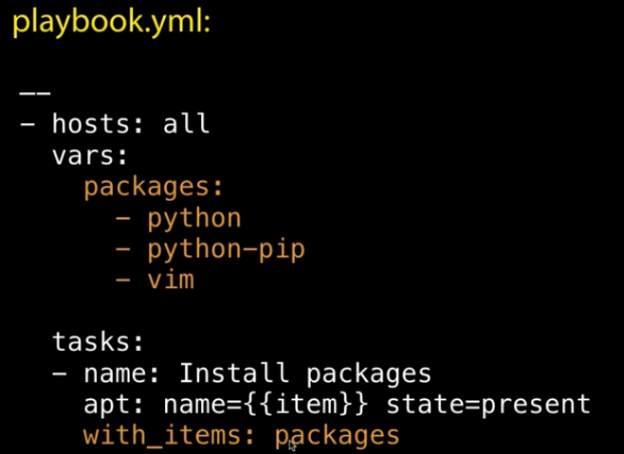 playbook.yml:
--
- hosts: all
vars:
packages:
- python
- python-pip
- vim
tasks:
- name: Install packages
apt: name={{item}} state=present
with_items: packages